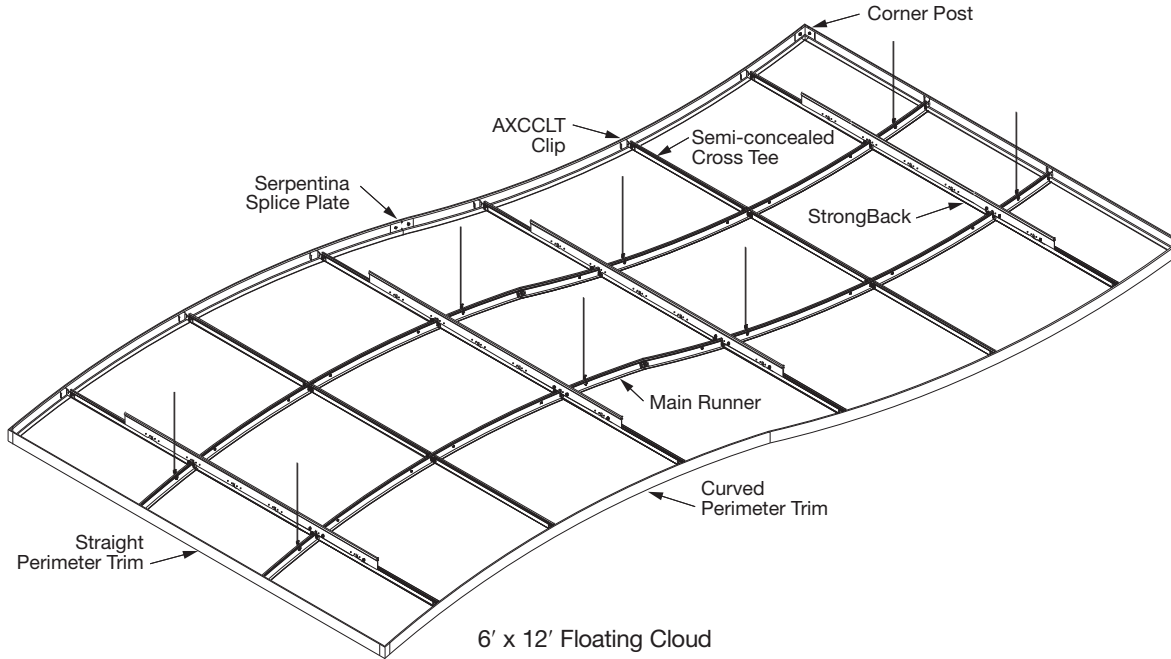 Corner Post
AXCCLT
Clip
Semi-concealed
Cross Tee
Serpentina
Splice Plate
StrongBack
Main Runner
Curved
Perimeter Trim
Straight
Perimeter Trim
6′ x 12′ Floating Cloud